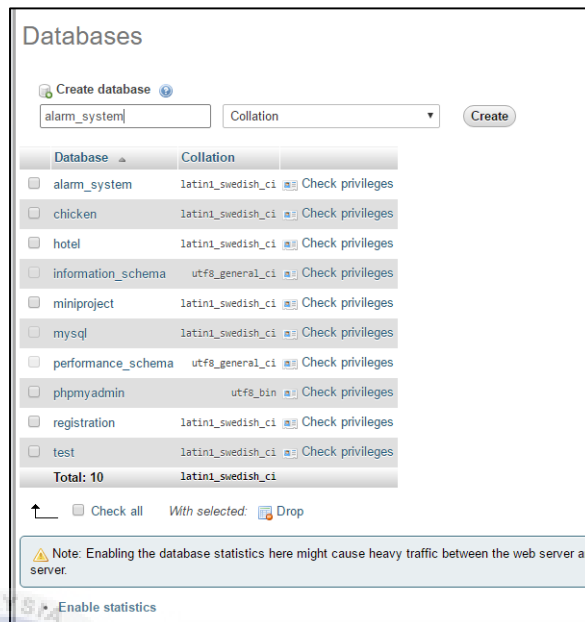 Databases
Create database
alarm_system Collation Create
Database Collation
alarm_system latin1_swedish_ci Check privileges
chicken latin1_swedish_ci Check privileges
hotel latin1_swedish_ci Check privileges
information_schema utf8_general_ci Check privileges
miniproject latin1_swedish_ci Check privileges
mysql latin1_swedish_ci Check privileges
performance_schema utf8_general_ci Check privileges
phpmyadmin utf8_bin Check privileges
registration latin1_swedish_ci Check privileges
test latin1_swedish_ci Check privileges
Total: 10 latin1_swedish_ci
Check all With selected: Drop
Note: Enabling the database statistics here might cause heavy traffic between the web server a
server.
Enable statistics